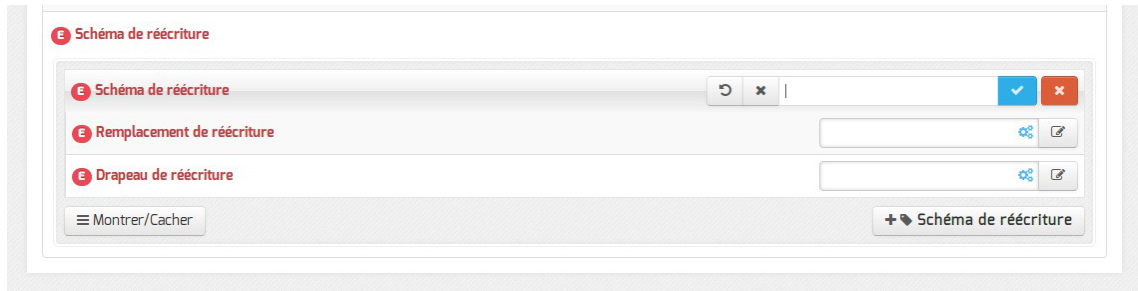 E Schéma de réécriture
E Schéma de réécriture
E Remplacement de réécriture
E Drapeau de réécriture
Montrer/Cacher
Schéma de réécriture